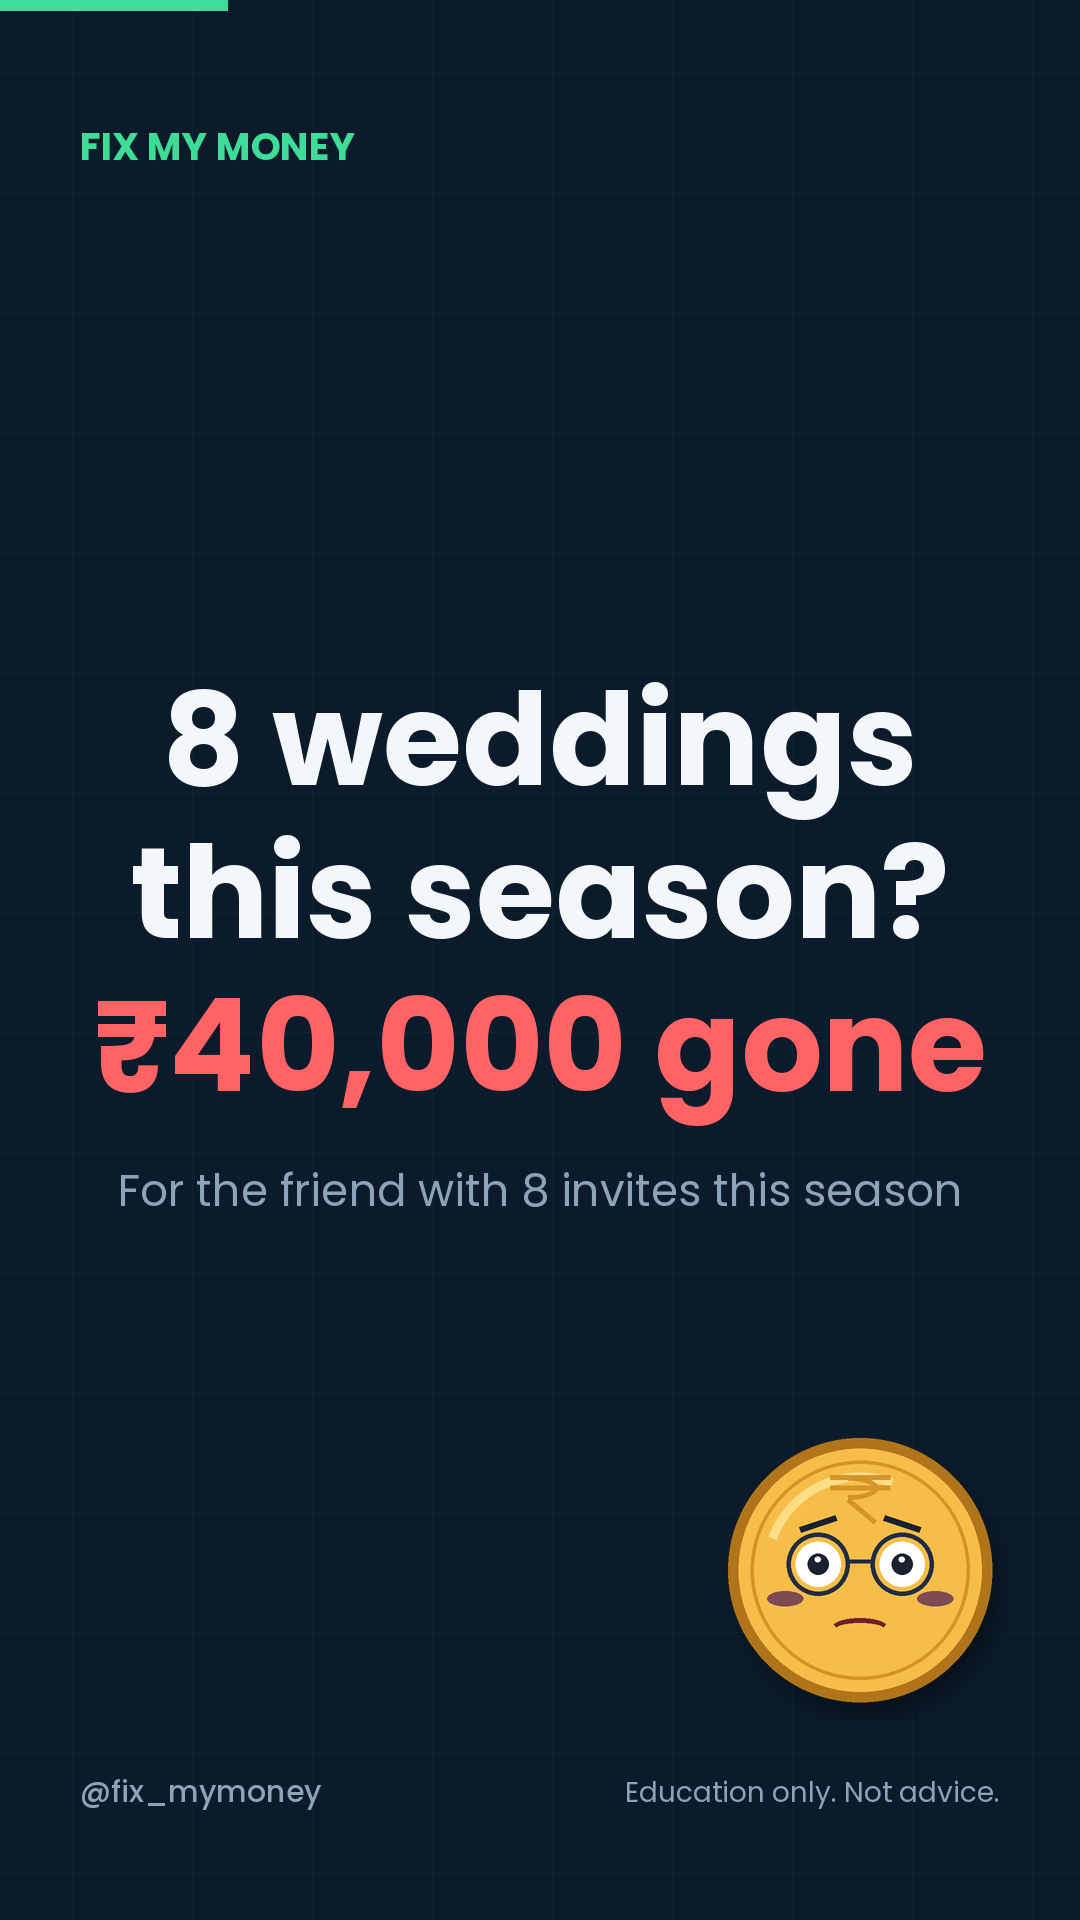 FIX MY MONEY
8 weddings
this season?
₹40,000 gone
For the friend with 8 invites this season
₹
@fix_mymoney
Education only. Not advice.